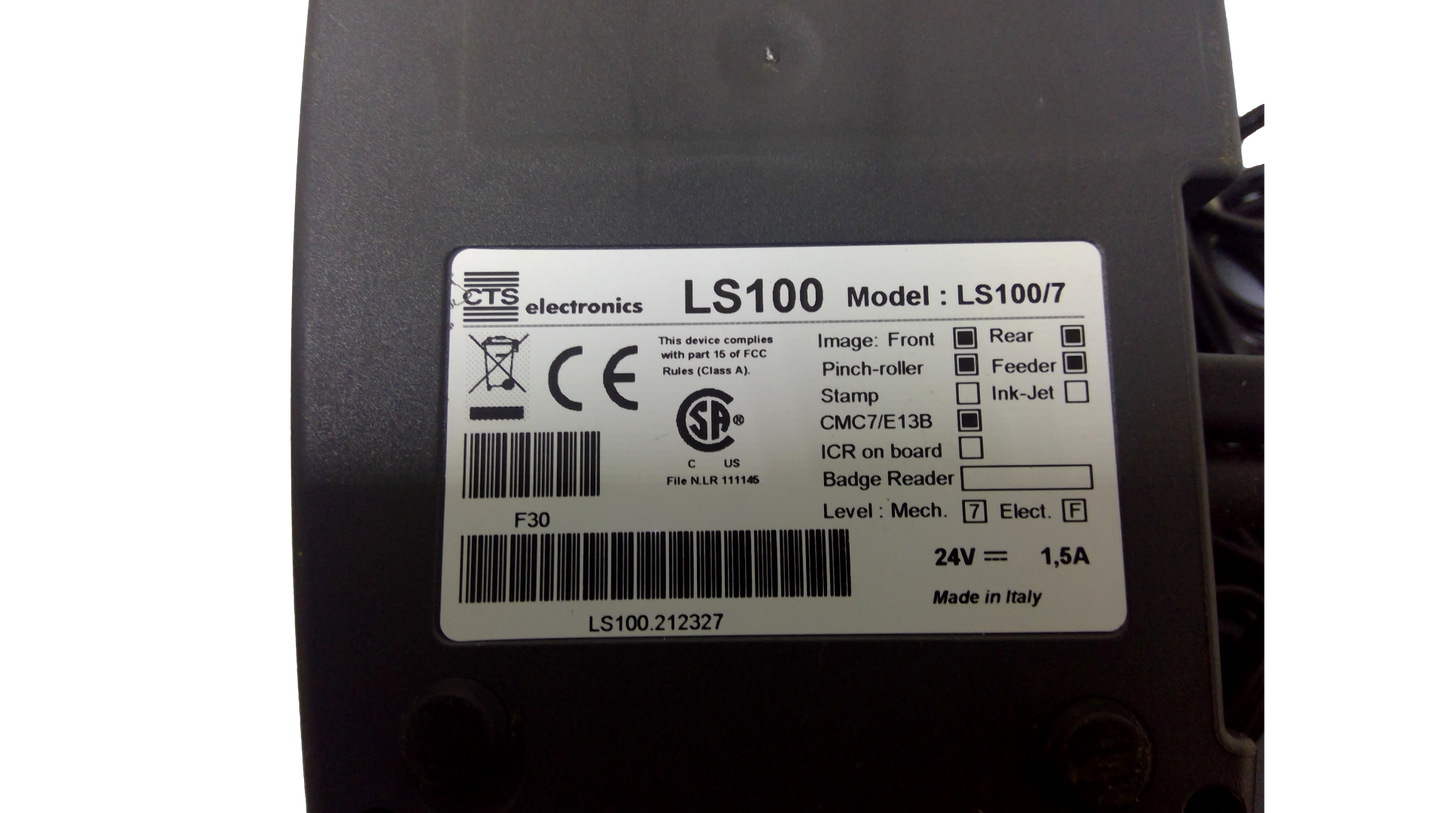 CTS electronics LS100 Model : LS100/7
This device complies
with part 15 of FCC
Rules (Class A).
CE
SA ®
C US
File N.LR 111145
F30
LS100.212327
Image: Front Rear
Pinch-roller Feeder
Stamp Ink-Jet
CMC7/E13B
ICR on board
Badge Reader
Level : Mech. 7 Elect. F
24V 1,5A
Made in Italy